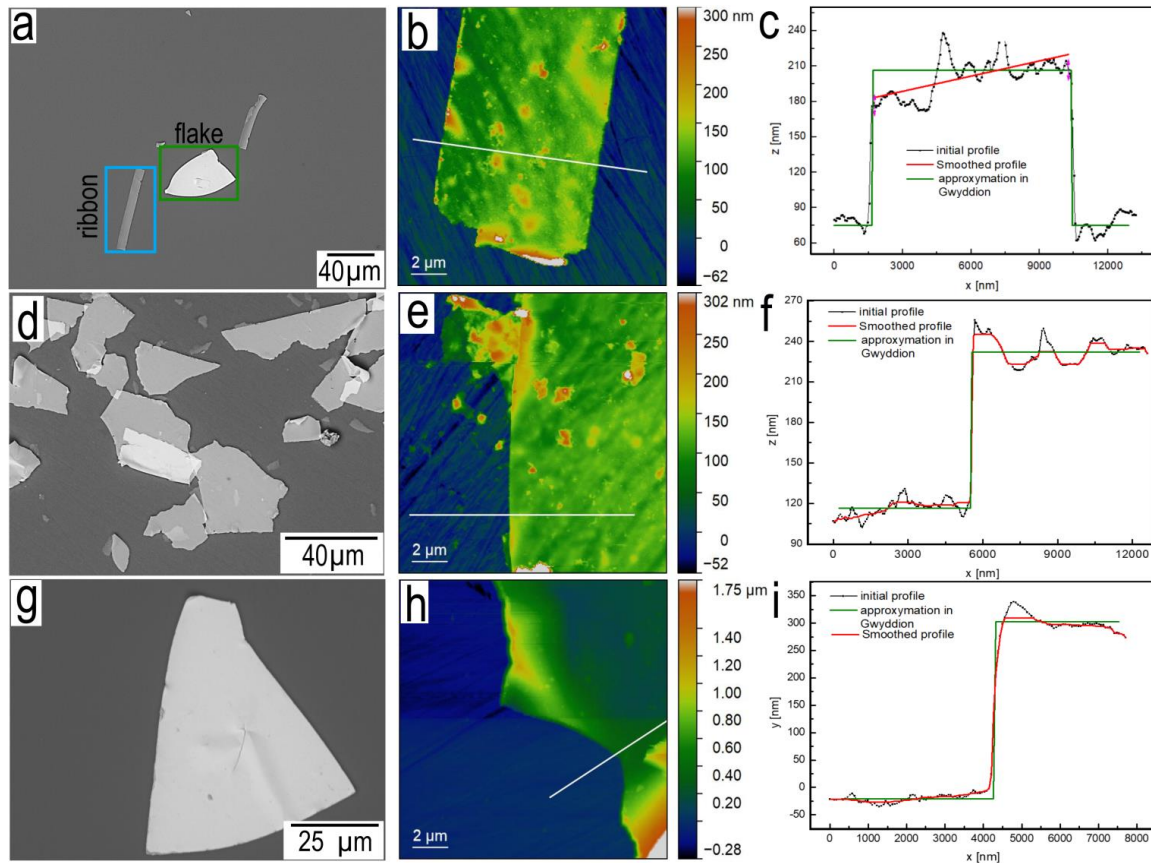 a
flake
ribbon
40µm
b
2 µm
300 nm
200
150
100
50
0
−62
c
z [nm]
240
210
180
150
120
90
60
initial profile
Smoothed profile
approxymation in
Gwyddion
0 3000 6000 9000 12000
x [nm]
d
40µm
e
2 µm
302 nm
200
150
100
50
0
−52
f
z [nm]
270
240
210
180
150
120
90
initial profile
Smoothed profile
approxymation in
Gwyddion
0 3000 6000 9000 12000
x [nm]
g
25 µm
h
2 µm
1.75 µm
1.40
1.20
1.00
0.80
0.60
0.40
0.20
−0.28
i
y [nm]
350
300
250
200
150
100
50
0
-50
initial profile
approxymation in
Gwyddion
Smoothed profile
0 1000 2000 3000 4000 5000 6000 7000 8000
x [nm]